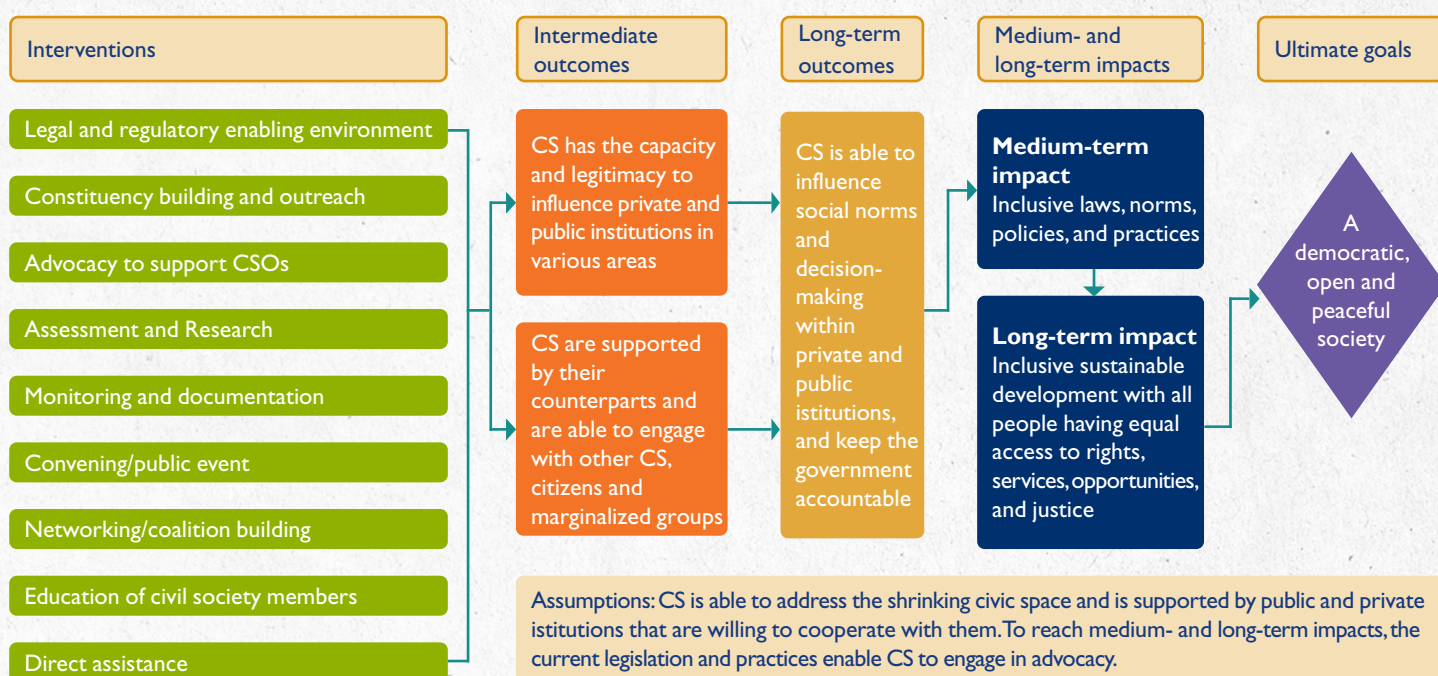 Interventions
Intermediate
outcomes
Long-term
outcomes
Medium- and
long-term impacts
Ultimate goals
Legal and regulatory enabling environment
Constituency building and outreach
Advocacy to support CSOs
Assessment and Research
Monitoring and documentation
Convening/public event
Networking/coalition building
Education of civil society members
Direct assistance
CS has the capacity
and legitimacy to
influence private and
public institutions in
various areas
CS are supported
by their
counterparts and
are able to engage
with other CS,
citizens and
marginalized groups
CS is able to
influence
social norms
and
decision-
making
within
private and
public
istitutions,
and keep the
government
accountable
Medium-term
impact
Inclusive laws, norms,
policies, and practices
Long-term impact
Inclusive sustainable
development with all
people having equal
access to rights,
services, opportunities,
and justice
A
democratic,
open and
peaceful
society
Assumptions: CS is able to address the shrinking civic space and is supported by public and private
istitutions that are willing to cooperate with them. To reach medium- and long-term impacts, the
current legislation and practices enable CS to engage in advocacy.